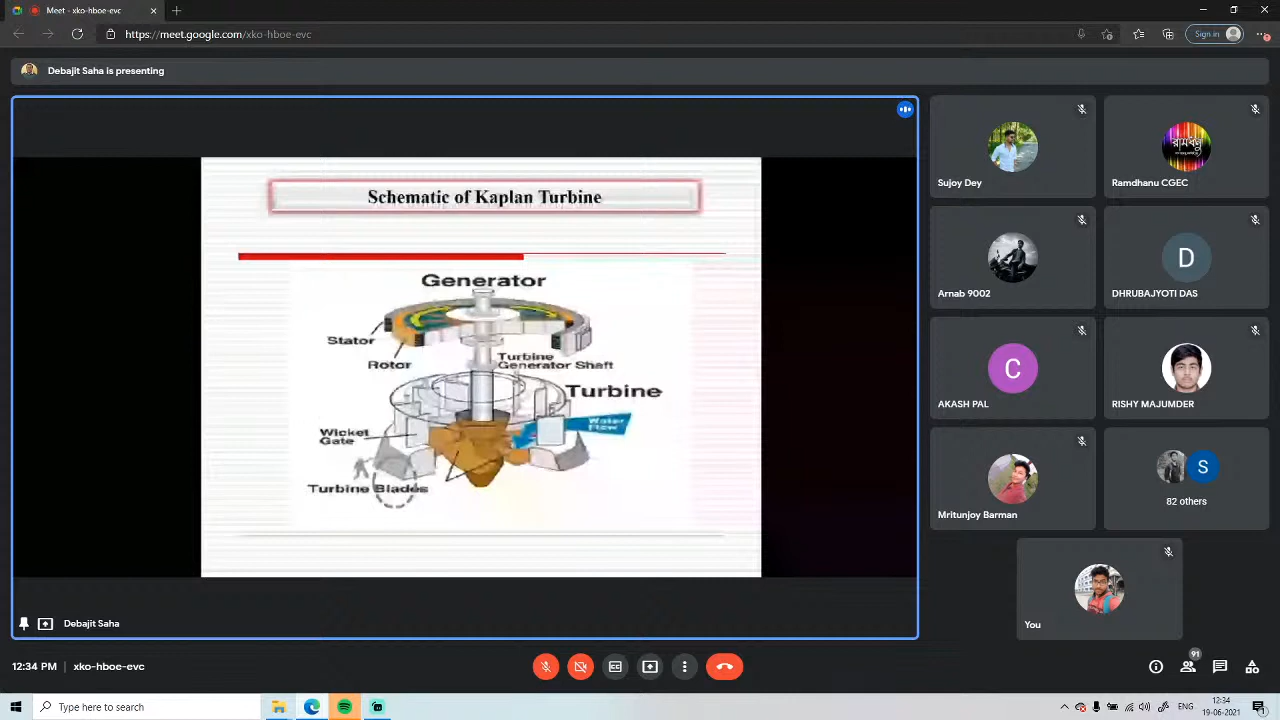 Meet - xko-hboe-evc
https://meet.google.com/xko-hboe-evc
Sign in
Debajit Saha is presenting
Schematic of Kaplan Turbine
Generator
Stator
Rotor
Turbine
Generator Shaft
Turbine
Wicket
Gate
Water
Flow
Turbine Blades
Debajit Saha
Sujoy Dey
রামধনু
Ramdhanu CGEC
Arnab 9002
D
DHRUBAJYOTI DAS
C
AKASH PAL
RISHY MAJUMDER
Mritunjoy Barman
S
82 others
You
12:34 PM | xko-hboe-evc
91
Type here to search
ENG
12:34
19-06-2021